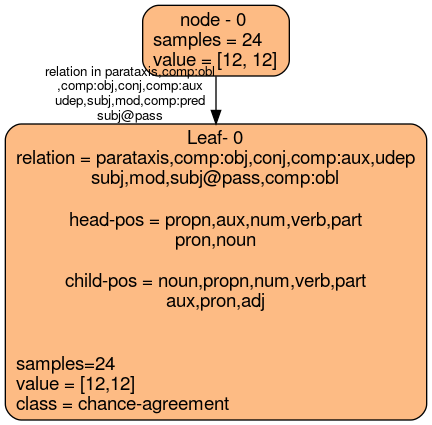 node - 0
samples = 24
value = [12, 12]
relation in parataxis,comp:obl
,comp:obj,conj,comp:aux
udep,subj,mod,comp:pred
subj@pass
Leaf- 0
relation = parataxis,comp:obj,conj,comp:aux,udep
subj,mod,subj@pass,comp:obl
head-pos = propn,aux,num,verb,part
pron,noun
child-pos = noun,propn,num,verb,part
aux,pron,adj
samples=24
value = [12,12]
class = chance-agreement